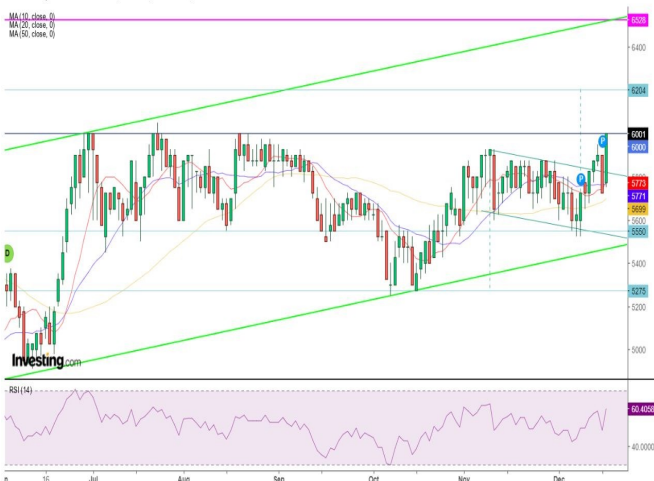 MA (10, close, 0)
MA (20, close, 0)
MA (50, close, 0)
6528
6400
6204
6001
6000
5773
5771
5699
5600
5550
5400
5275
5200
5000
D
P
P
Investing.com
RSI (14)
60.4058
40.0000
16 Jul Aug Sep Oct Nov Dec